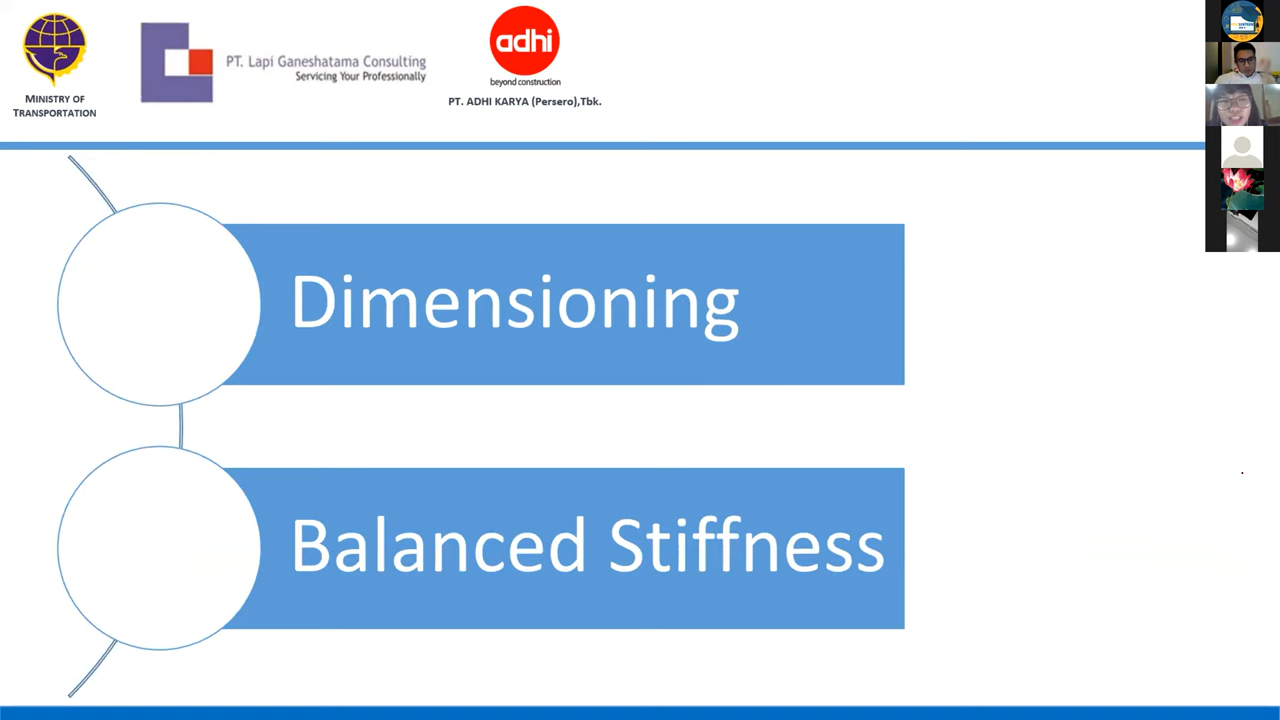 MINISTRY OF
TRANSPORTATION
PT. Lapi Ganeshatama Consulting
Servicing Your Professionally
adhi
beyond construction
PT. ADHI KARYA (Persero),Tbk.
Dimensioning
Balanced Stiffness